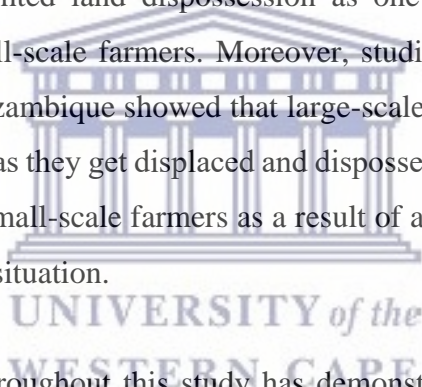 nted land dispossession as one
ll-scale farmers. Moreover, studi
zambique showed that large-scale
as they get displaced and disposse
mall-scale farmers as a result of a
situation.
UNIVERSITY of the
WESTERN CAPE
roughout this study has demonst